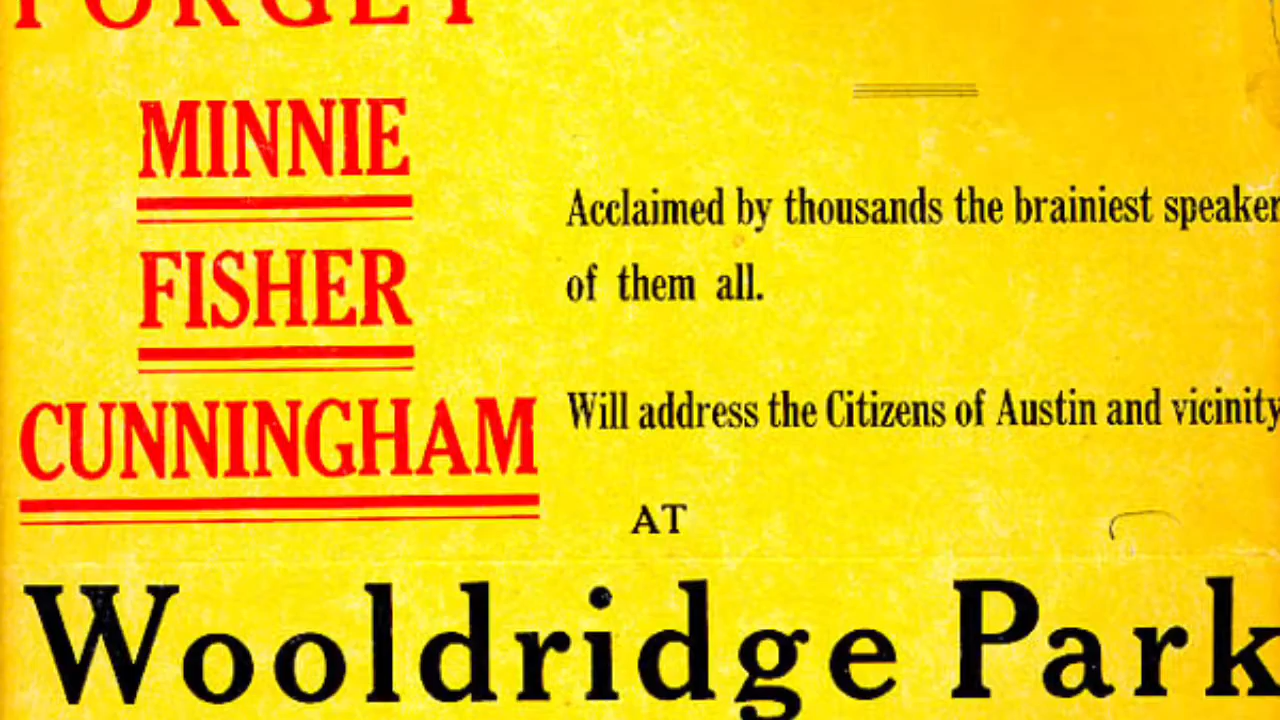 FORGET
MINNIE
FISHER
CUNNINGHAM
Acclaimed by thousands the brainiest speaker
of them all.
Will address the Citizens of Austin and vicinity
AT
Wooldridge Park